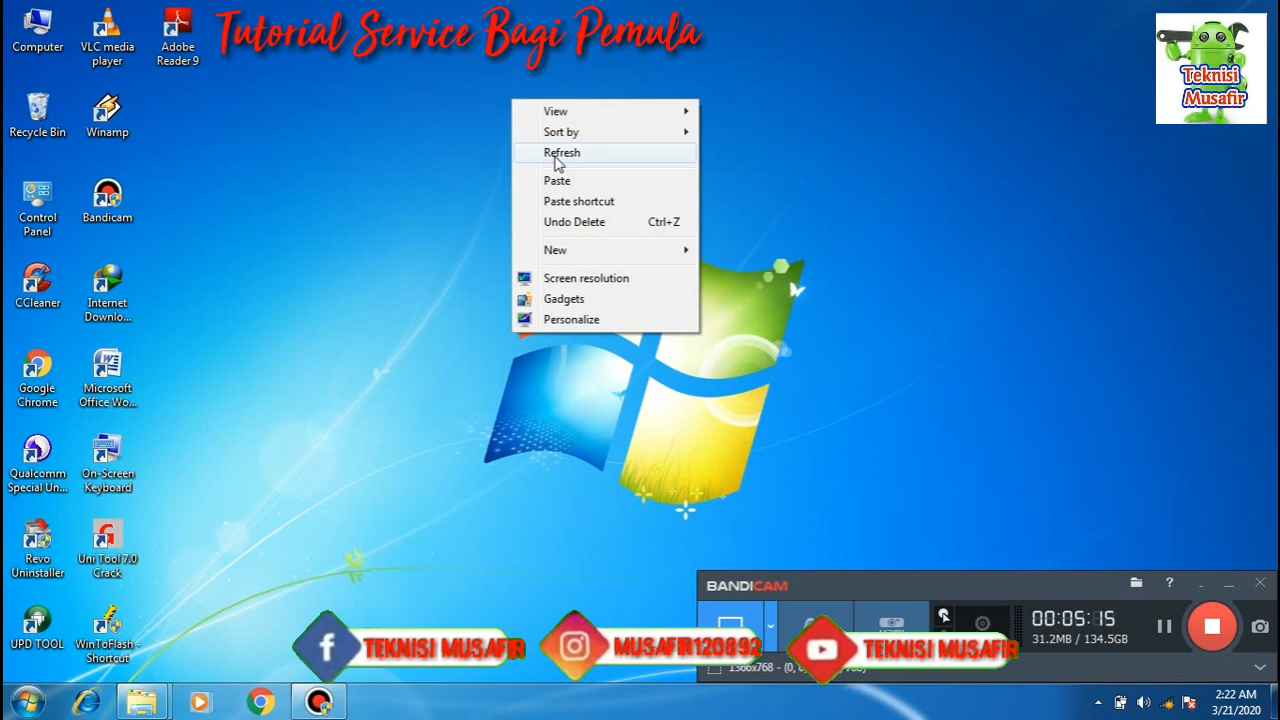 Tutorial Service Bagi Pemula
Teknisi
Musafir
Computer
VLC media
player
Adobe
Reader 9
Recycle Bin
Winamp
Control
Panel
Bandicam
CCleaner
Internet
Downlo...
Google
Chrome
Microsoft
Office Wo...
Qualcomm
Special Un...
On-Screen
Keyboard
Revo
Uninstaller
Uni Tool 7.0
Crack
UPD TOOL
WinToFlash -
Shortcut
View
Sort by
Refresh
Paste
Paste shortcut
Undo Delete Ctrl+Z
New
Screen resolution
Gadgets
Personalize
BANDICAM
00:05:15
31.2MB / 134.5GB
1366x768 - (0,
TEKNISI MUSAFIR
MUSAFIR120892
TEKNISI MUSAFIR
2:22 AM
3/21/2020